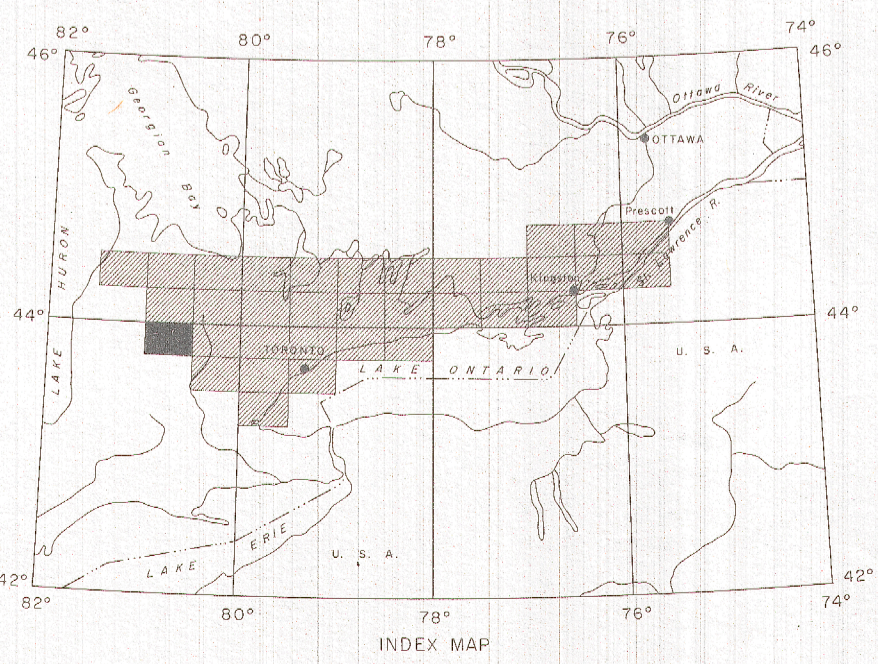 82° 80° 78° 76° 74°
46° 46°
Georgian Bay
Ottawa River
OTTAWA
Prescott
St. Lawrence R.
Kingston
LAKE HURON
44° 44°
TORONTO
LAKE ONTARIO
U. S. A.
LAKE ERIE
U. S. A.
42° 42°
82° 80° 78° 76° 74°
INDEX MAP